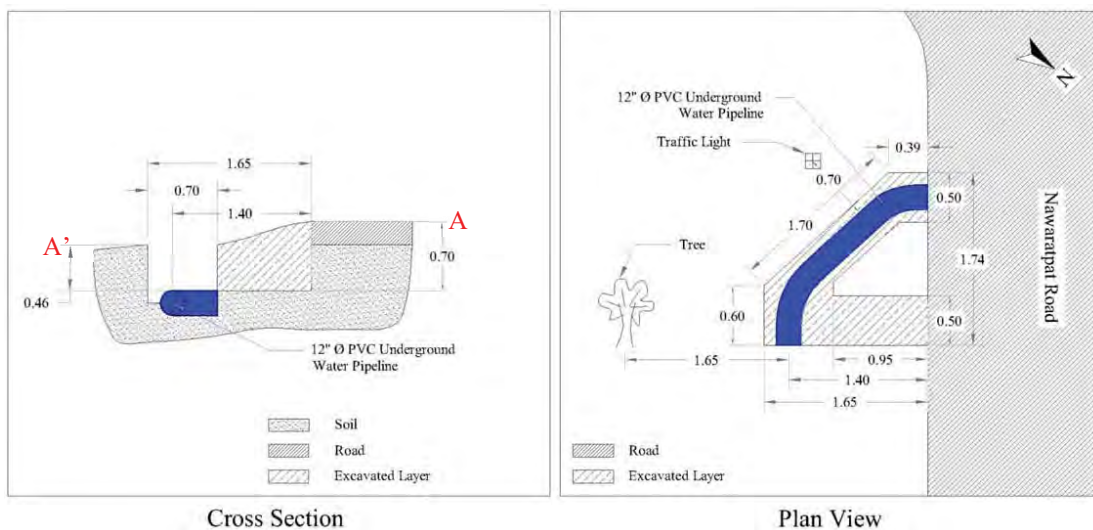 1.65
0.70
1.40
A
A'
0.70
0.46
12" Ø PVC Underground
Water Pipeline
Soil
Road
Excavated Layer
Cross Section
N
12" Ø PVC Underground
Water Pipeline
Traffic Light
0.39
0.70
0.50
1.70
1.74
Nawaratpat Road
Tree
0.60
0.50
1.65
0.95
1.40
1.65
Road
Excavated Layer
Plan View